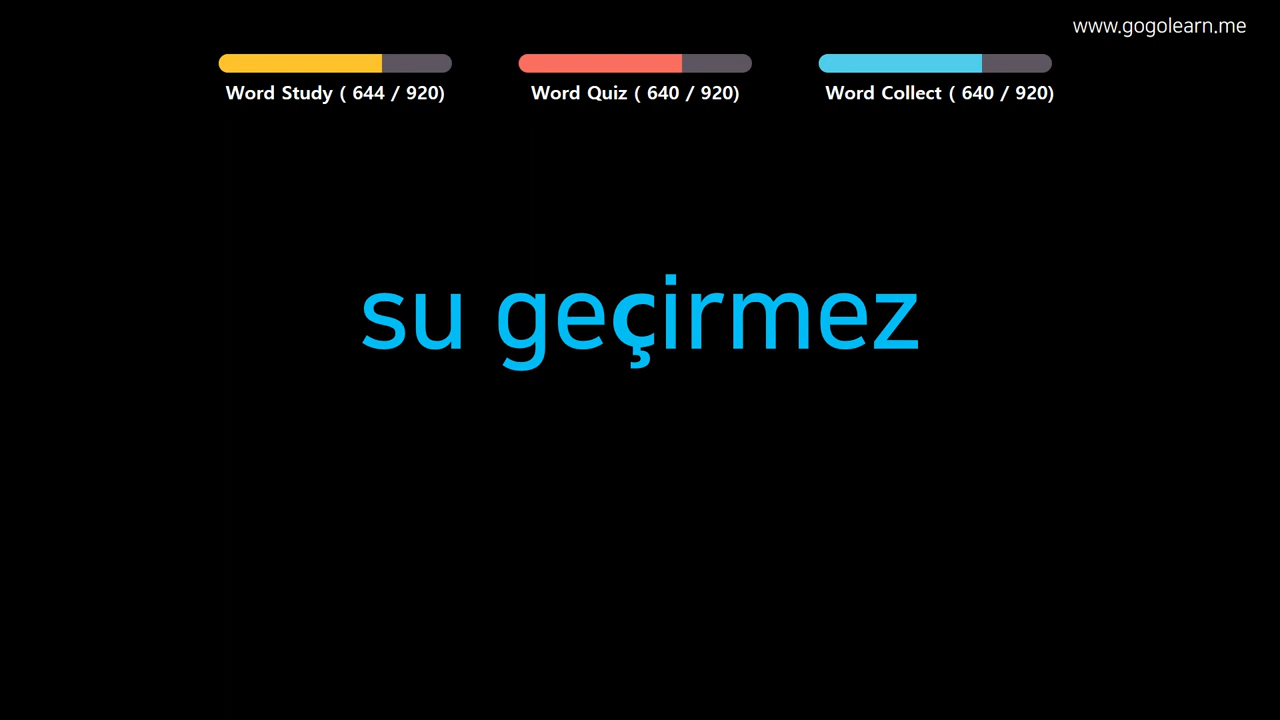 www.gogolearn.me
Word Study ( 644 / 920)
Word Quiz ( 640 / 920)
Word Collect ( 640 / 920)
su geçirmez